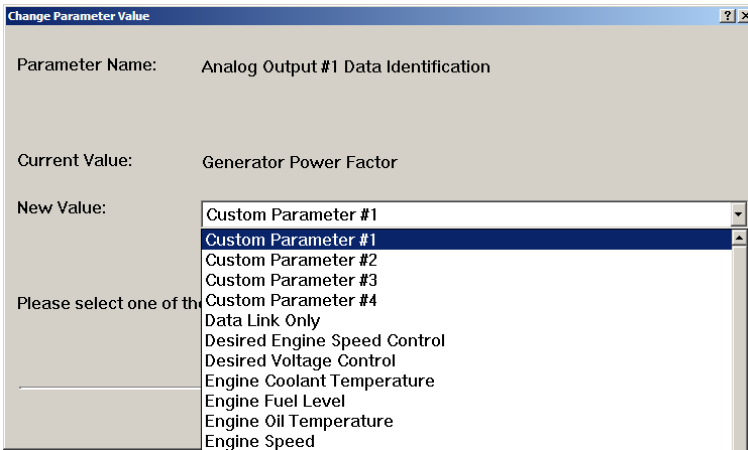 Change Parameter Value
Parameter Name: Analog Output #1 Data Identification
Current Value: Generator Power Factor
New Value: Custom Parameter #1
Custom Parameter #1
Custom Parameter #2
Custom Parameter #3
Please select one of the Custom Parameter #4
Data Link Only
Desired Engine Speed Control
Desired Voltage Control
Engine Coolant Temperature
Engine Fuel Level
Engine Oil Temperature
Engine Speed